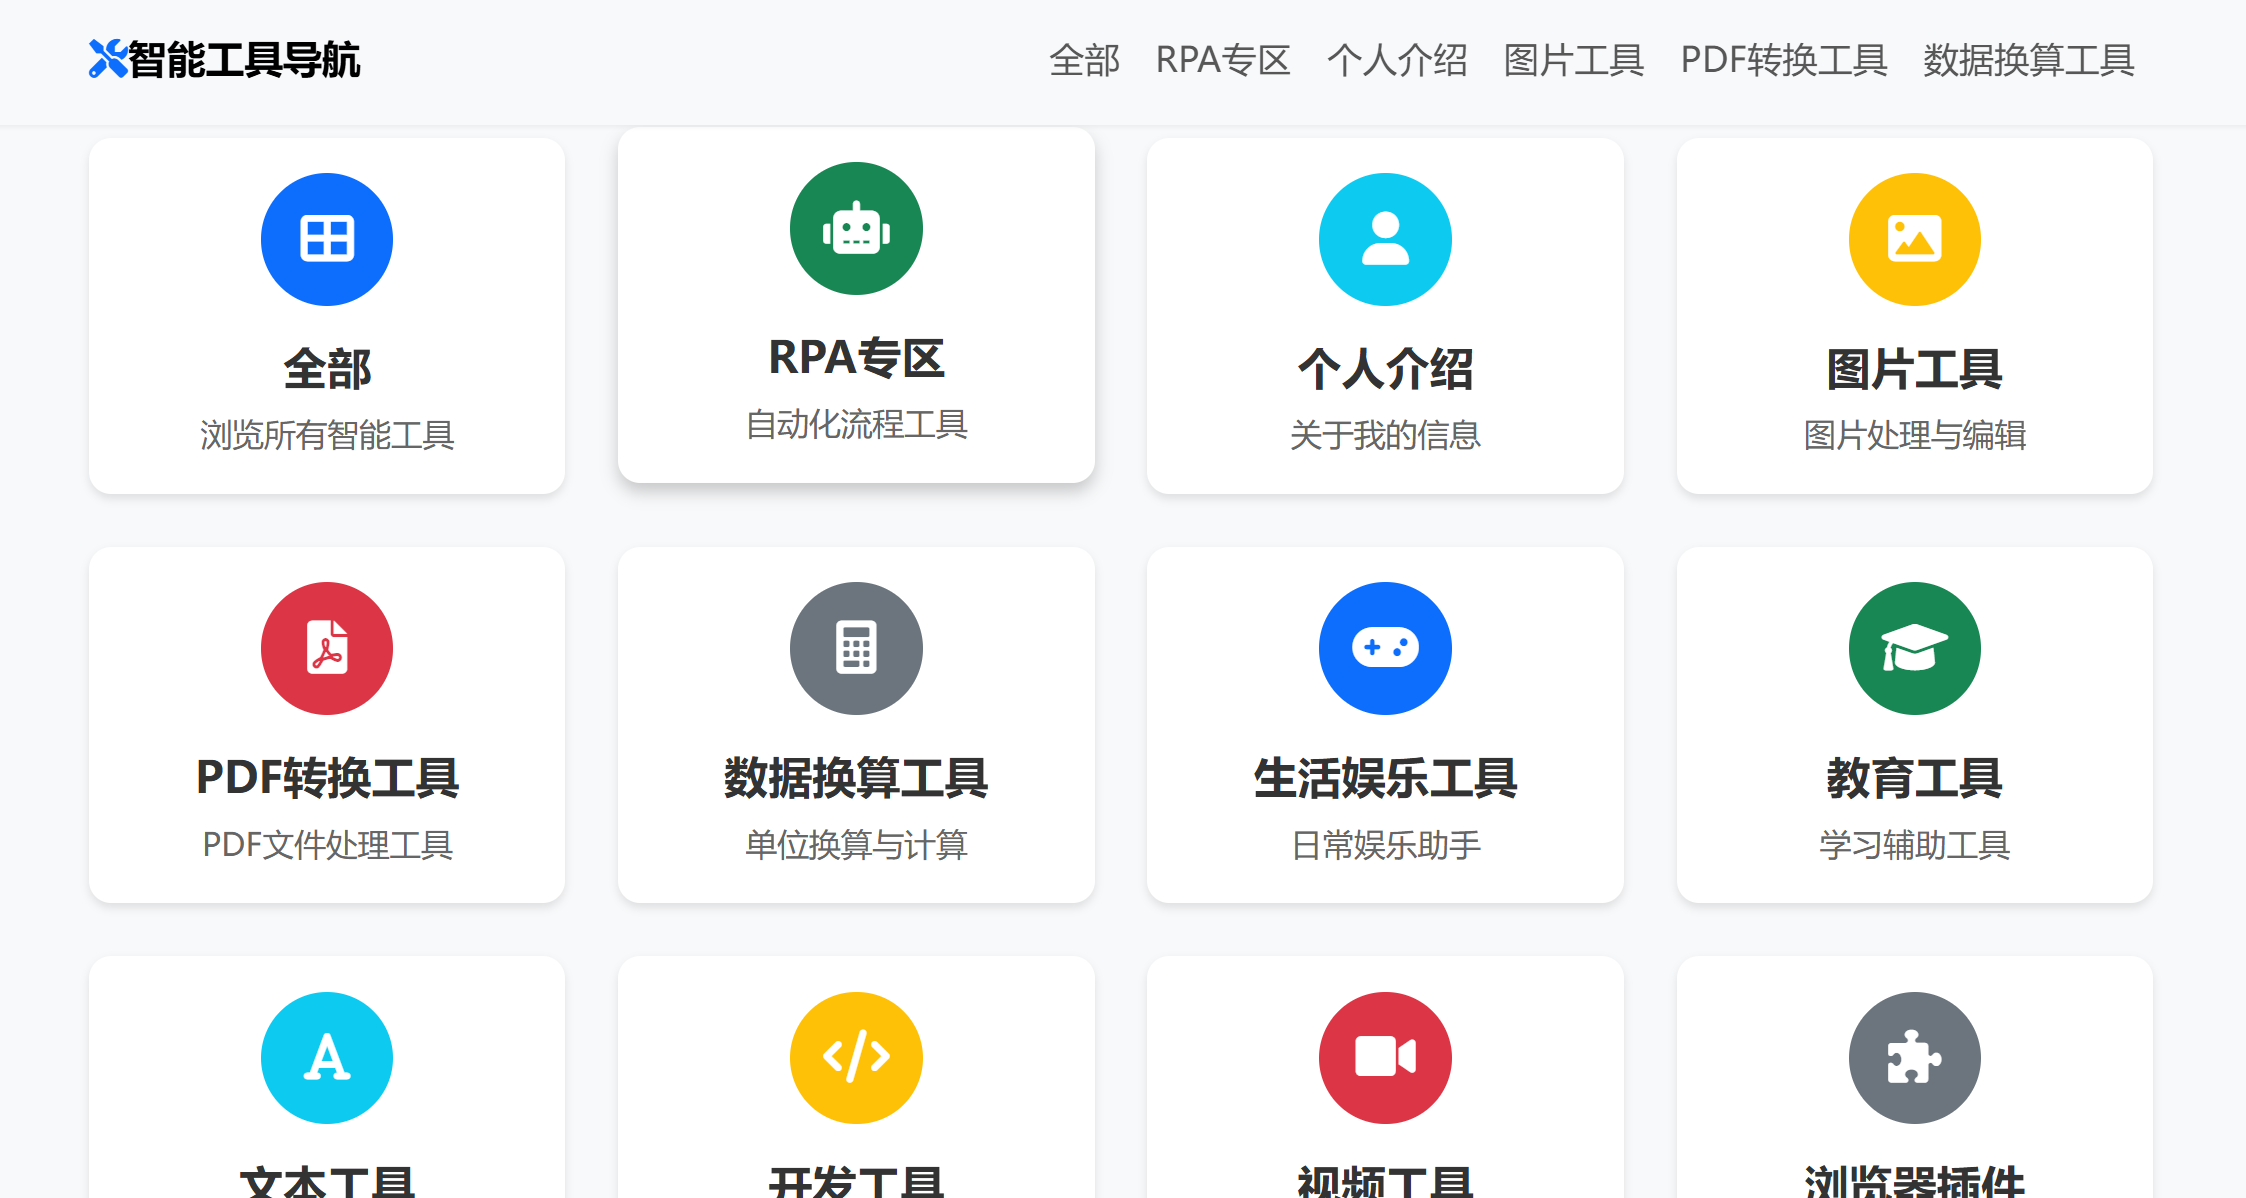 智能工具导航
全部 RPA专区 个人介绍 图片工具 PDF转换工具 数据换算工具
全部
浏览所有智能工具
RPA专区
自动化流程工具
个人介绍
关于我的信息
图片工具
图片处理与编辑
PDF转换工具
PDF文件处理工具
数据换算工具
单位换算与计算
生活娱乐工具
日常娱乐助手
教育工具
学习辅助工具
文本工具
开发工具
视频工具
浏览器插件